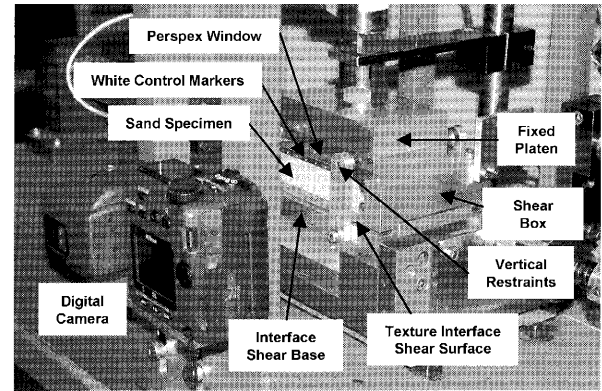 Perspex Window
White Control Markers
Sand Specimen
Fixed
Platen
Shear
Box
Vertical
Restraints
Digital
Camera
Interface
Shear Base
Texture Interface
Shear Surface